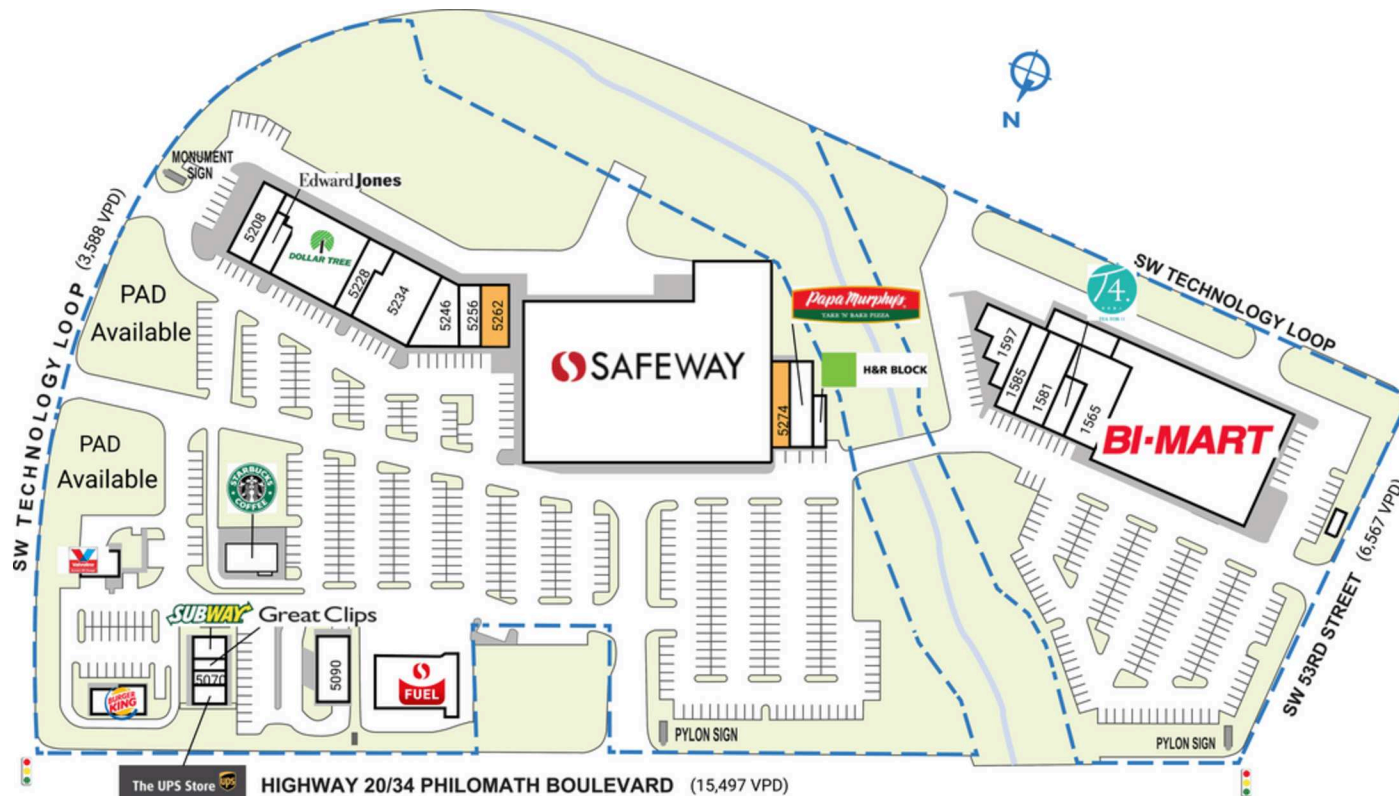 N
MONUMENT
SIGN
Edward Jones
5208
DOLLAR TREE
5228
5234
5246
5256
5262
SW TECHNOLOGY LOOP (3,588 VPD)
PAD
Available
PAD
Available
SAFEWAY
Papa Murphy's
TAKE 'N' BAKE PIZZA
H&R BLOCK
5274
SW TECHNOLOGY LOOP
T4.
1597
1585
1581
1565
BI-MART
SW 53RD STREET (6,567 VPD)
STARBUCKS
COFFEE
Valvoline
SUBWAY
Great Clips
5070
5090
FUEL
BURGER
KING
PYLON SIGN
PYLON SIGN
The UPS Store
ups
HIGHWAY 20/34 PHILOMATH BOULEVARD (15,497 VPD)